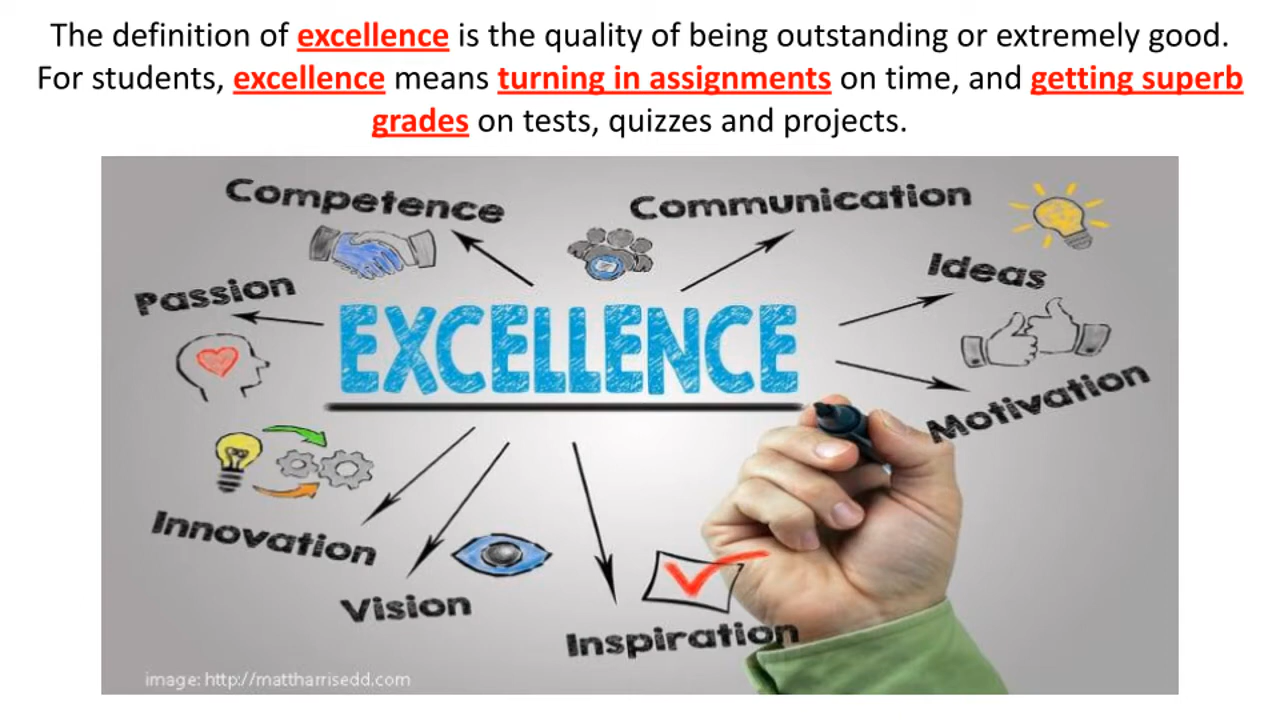 The definition of excellence is the quality of being outstanding or extremely good.
For students, excellence means turning in assignments on time, and getting superb
grades on tests, quizzes and projects.
Competence
Communication
Ideas
Passion
EXCELLENCE
Motivation
Innovation
Vision
Inspiration
image: http://mattharrisedd.com